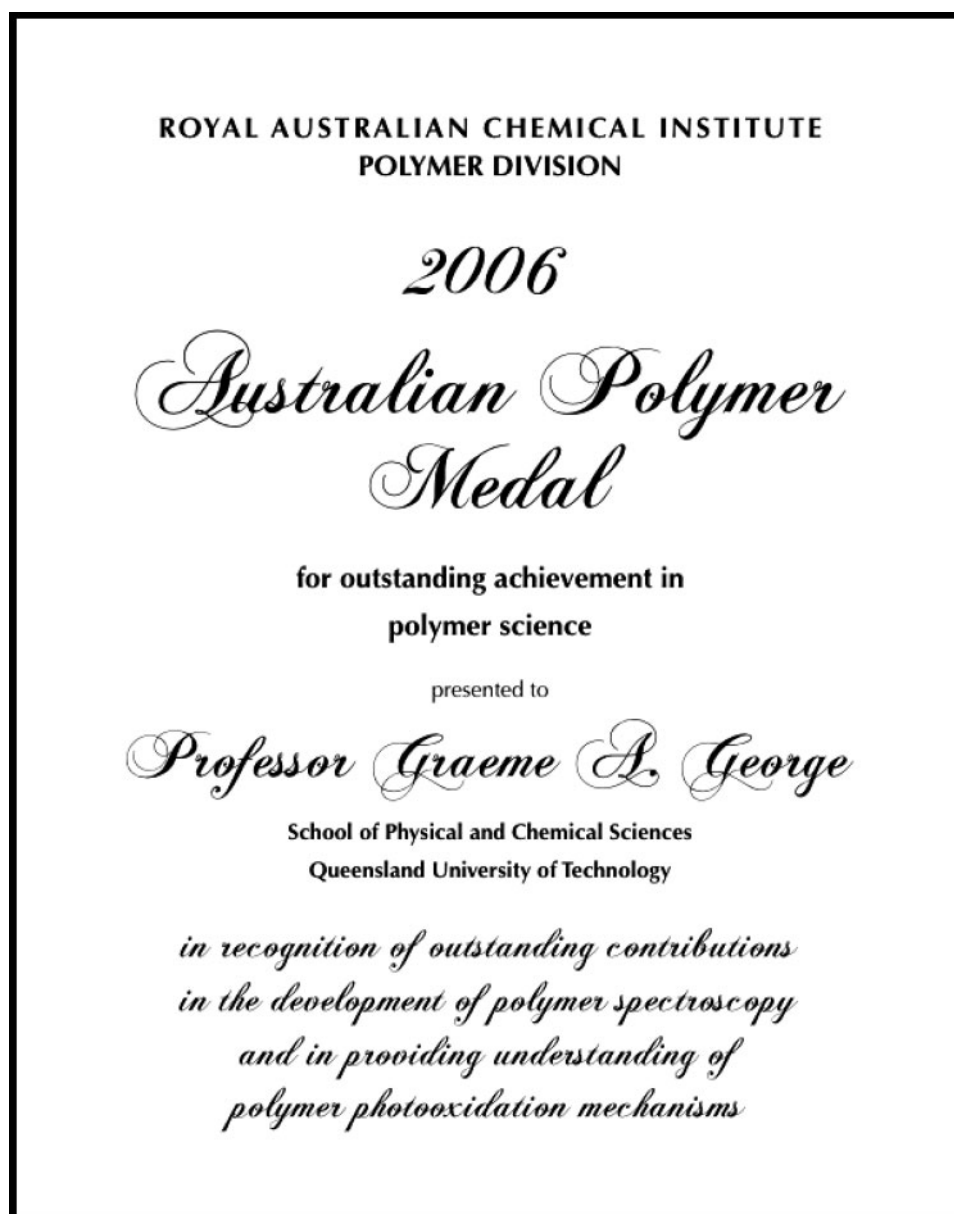 ROYAL AUSTRALIAN CHEMICAL INSTITUTE
POLYMER DIVISION
2006
Australian Polymer
Medal
for outstanding achievement in
polymer science
presented to
Professor Graeme A. George
School of Physical and Chemical Sciences
Queensland University of Technology
in recognition of outstanding contributions
in the development of polymer spectroscopy
and in providing understanding of
polymer photooxidation mechanisms